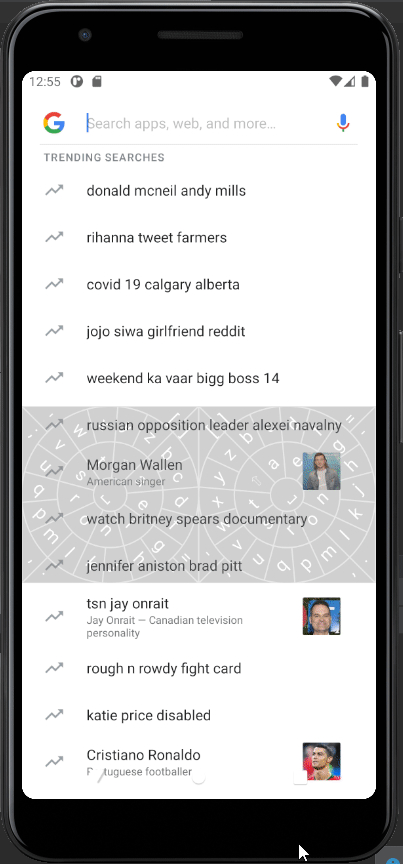 12:55
Search apps, web, and more…
TRENDING SEARCHES
donald mcneil andy mills
rihanna tweet farmers
covid 19 calgary alberta
jojo siwa girlfriend reddit
weekend ka vaar bigg boss 14
russian opposition leader alexei navalny
Morgan Wallen
American singer
watch britney spears documentary
jennifer aniston brad pitt
tsn jay onrait
Jay Onrait — Canadian television
personality
rough n rowdy fight card
katie price disabled
Cristiano Ronaldo
Portuguese footballer